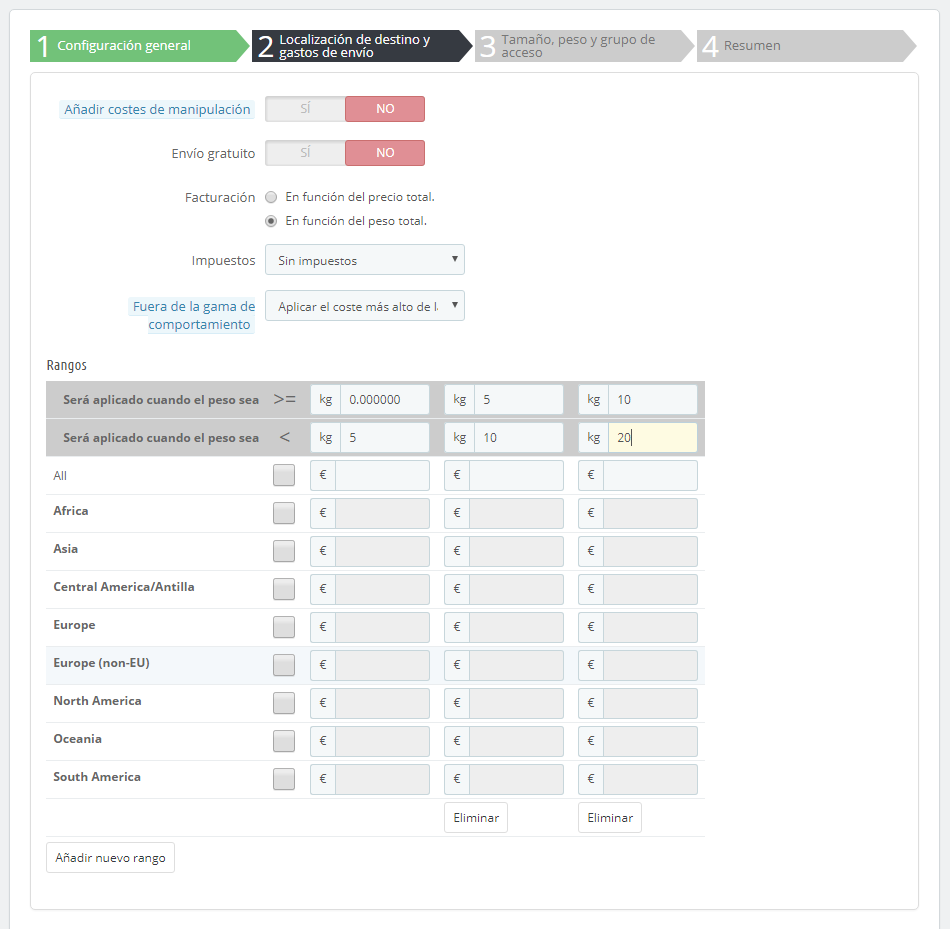 1 Configuración general
2 Localización de destino y
gastos de envío
3 Tamaño, peso y grupo de
acceso
4 Resumen
Añadir costes de manipulación SÍ NO
Envío gratuito SÍ NO
Facturación En función del precio total.
En función del peso total.
Impuestos Sin impuestos
Fuera de la gama de
comportamiento Aplicar el coste más alto de l
Rangos
Será aplicado cuando el peso sea >= kg 0.000000 kg 5 kg 10
Será aplicado cuando el peso sea < kg 5 kg 10 kg 20
All € € €
Africa € € €
Asia € € €
Central America/Antilla € € €
Europe € € €
Europe (non-EU) € € €
North America € € €
Oceania € € €
South America € € €
Eliminar Eliminar
Añadir nuevo rango